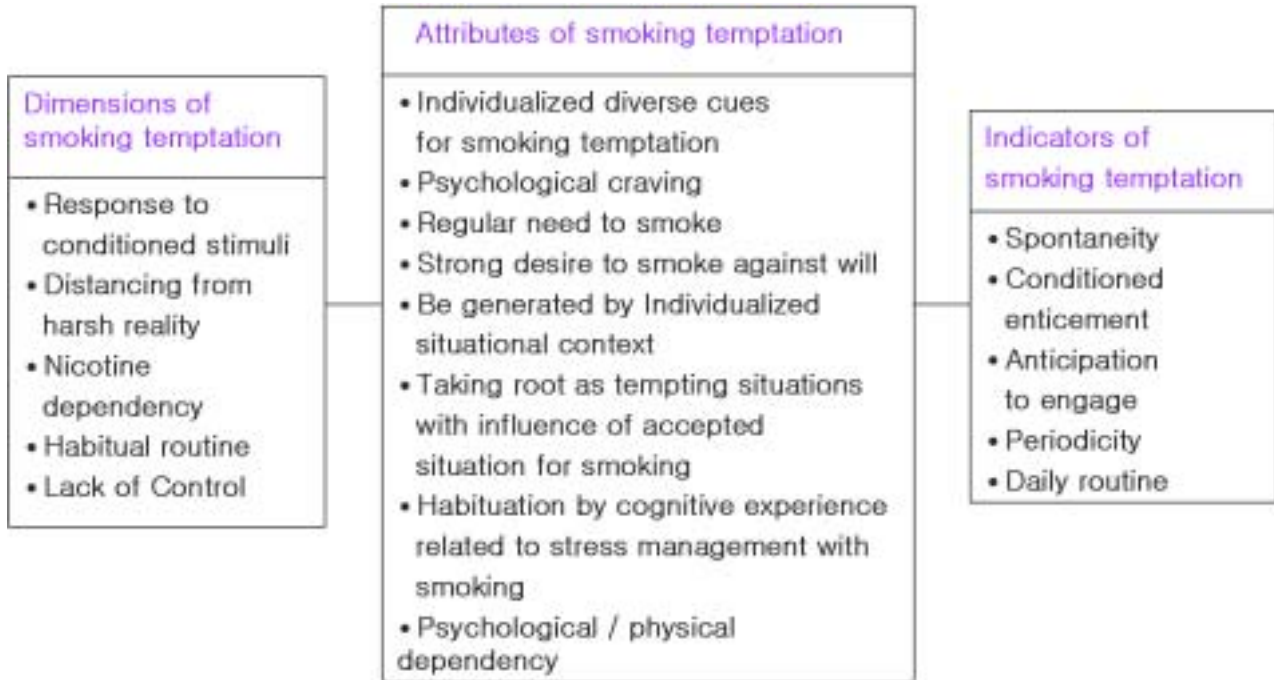 Dimensions of
smoking temptation
• Response to
conditioned stimuli
• Distancing from
harsh reality
• Nicotine
dependency
• Habitual routine
• Lack of Control
Attributes of smoking temptation
• Individualized diverse cues
for smoking temptation
• Psychological craving
• Regular need to smoke
• Strong desire to smoke against will
• Be generated by Individualized
situational context
• Taking root as tempting situations
with influence of accepted
situation for smoking
• Habituation by cognitive experience
related to stress management with
smoking
• Psychological / physical
dependency
Indicators of
smoking temptation
• Spontaneity
• Conditioned
enticement
• Anticipation
to engage
• Periodicity
• Daily routine